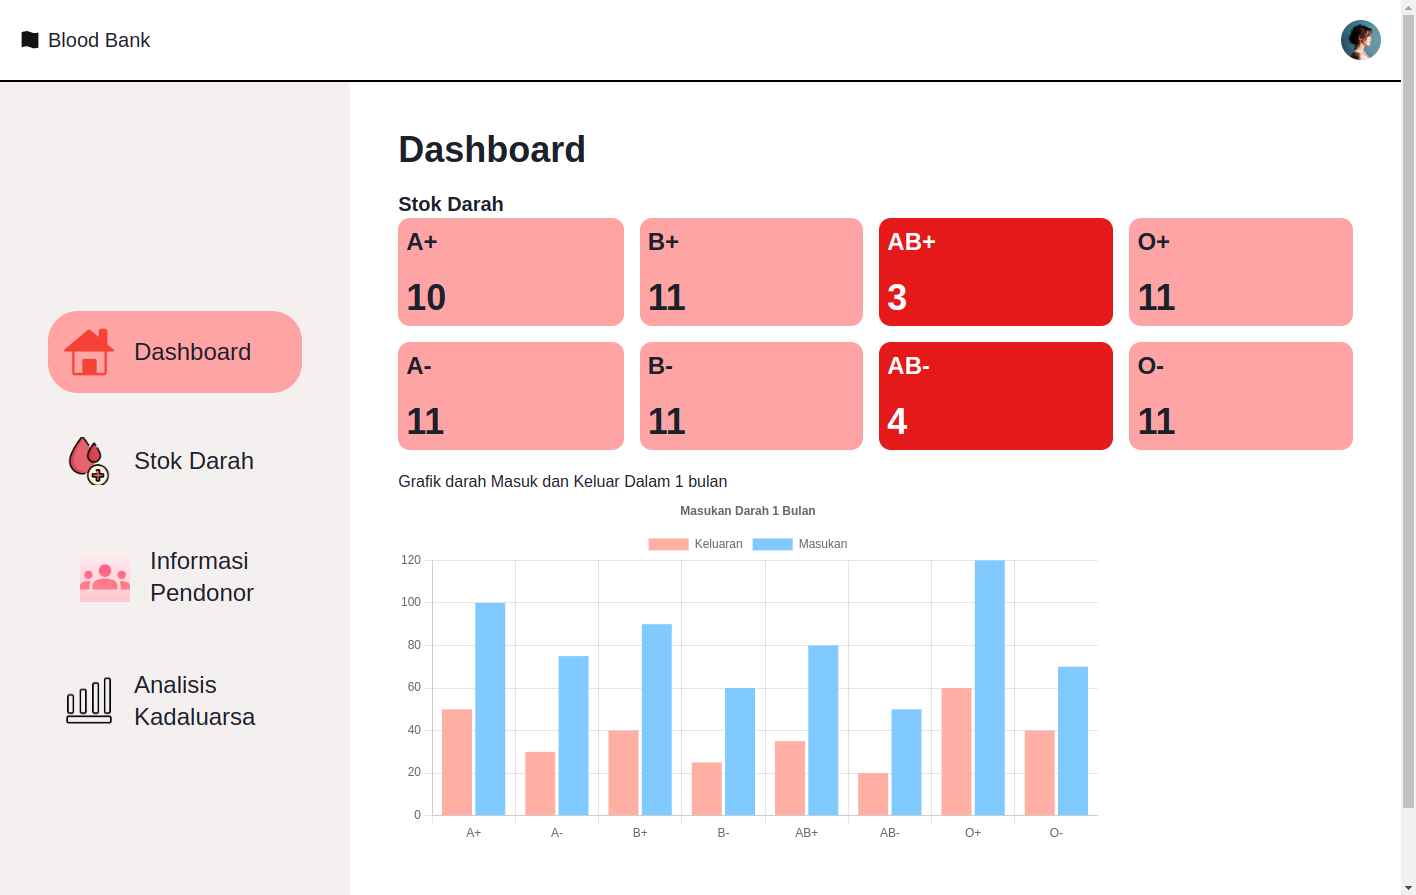 Blood Bank
Dashboard
Stok Darah
Informasi
Pendonor
Analisis
Kadaluarsa
Dashboard
Stok Darah
A+
10
B+
11
AB+
3
O+
11
A-
11
B-
11
AB-
4
O-
11
Grafik darah Masuk dan Keluar Dalam 1 bulan
Masukan Darah 1 Bulan
Keluaran Masukan
120
100
80
60
40
20
0
A+ A- B+ B- AB+ AB- O+ O-